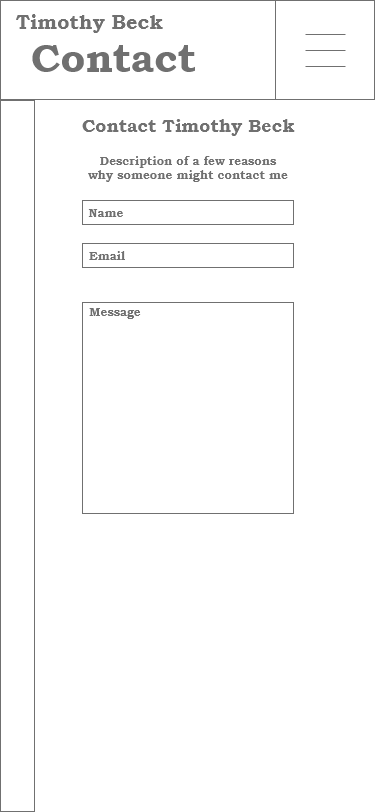 Timothy Beck
Contact
Contact Timothy Beck
Description of a few reasons
why someone might contact me
Name
Email
Message